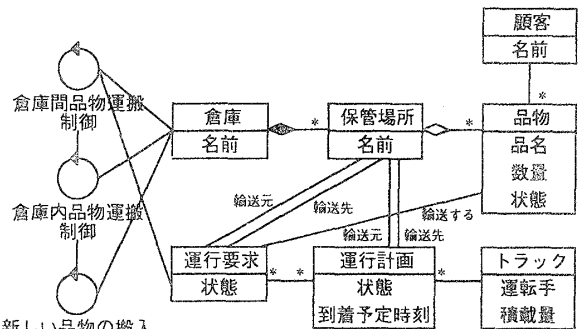 顧客
名前
倉庫間品物運搬
制御
倉庫
名前
*
保管場所
名前
*
*
品物
品名
数量
状態
倉庫内品物運搬
制御
輸送元
輸送先
輸送する
輸送元
輸送先
運行要求
状態
*
*
運行計画
状態
到着予定時刻
*
トラック
運転手
積載量
新しい品物の搬入